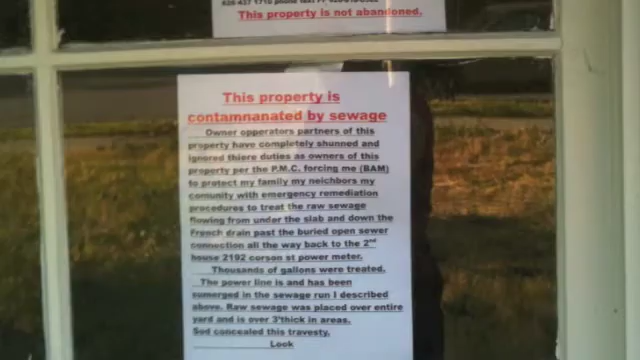 This property is not abandoned.
This property is
contamnanated by sewage
Owner opperators partners of this
property have completely shunned and
ignored thiere duties as owners of this
property per the P.M.C. forcing me (BAM)
to protect my family my neighbors my
comunity with emergency remediation
procedures to treat the raw sewage
flowing from under the slab and down the
French drain past the buried open sewer
connection all the way back to the 2nd
house 2192 corson st power meter.
Thousands of gallons were treated.
The power line is and has been
sumerged in the sewage run I described
above. Raw sewage was placed over entire
yard and is over 3"thick in areas.
Sod concealed this travesty.
Look